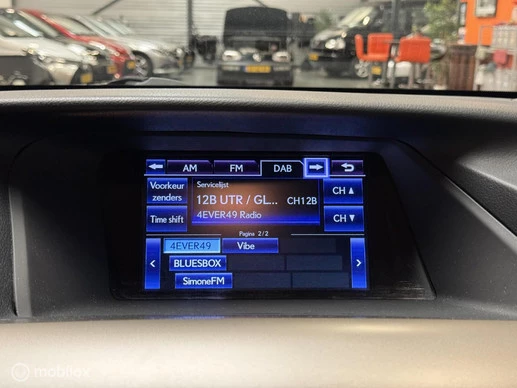 AM FM DAB
Voorkeur zenders
Servicelijst
12B UTR / GL... CH12B
4EVER49 Radio
CH ▲
Time shift
CH ▼
Pagina 2/2
4EVER49 Vibe
BLUESBOX
SimoneFM
mobilox